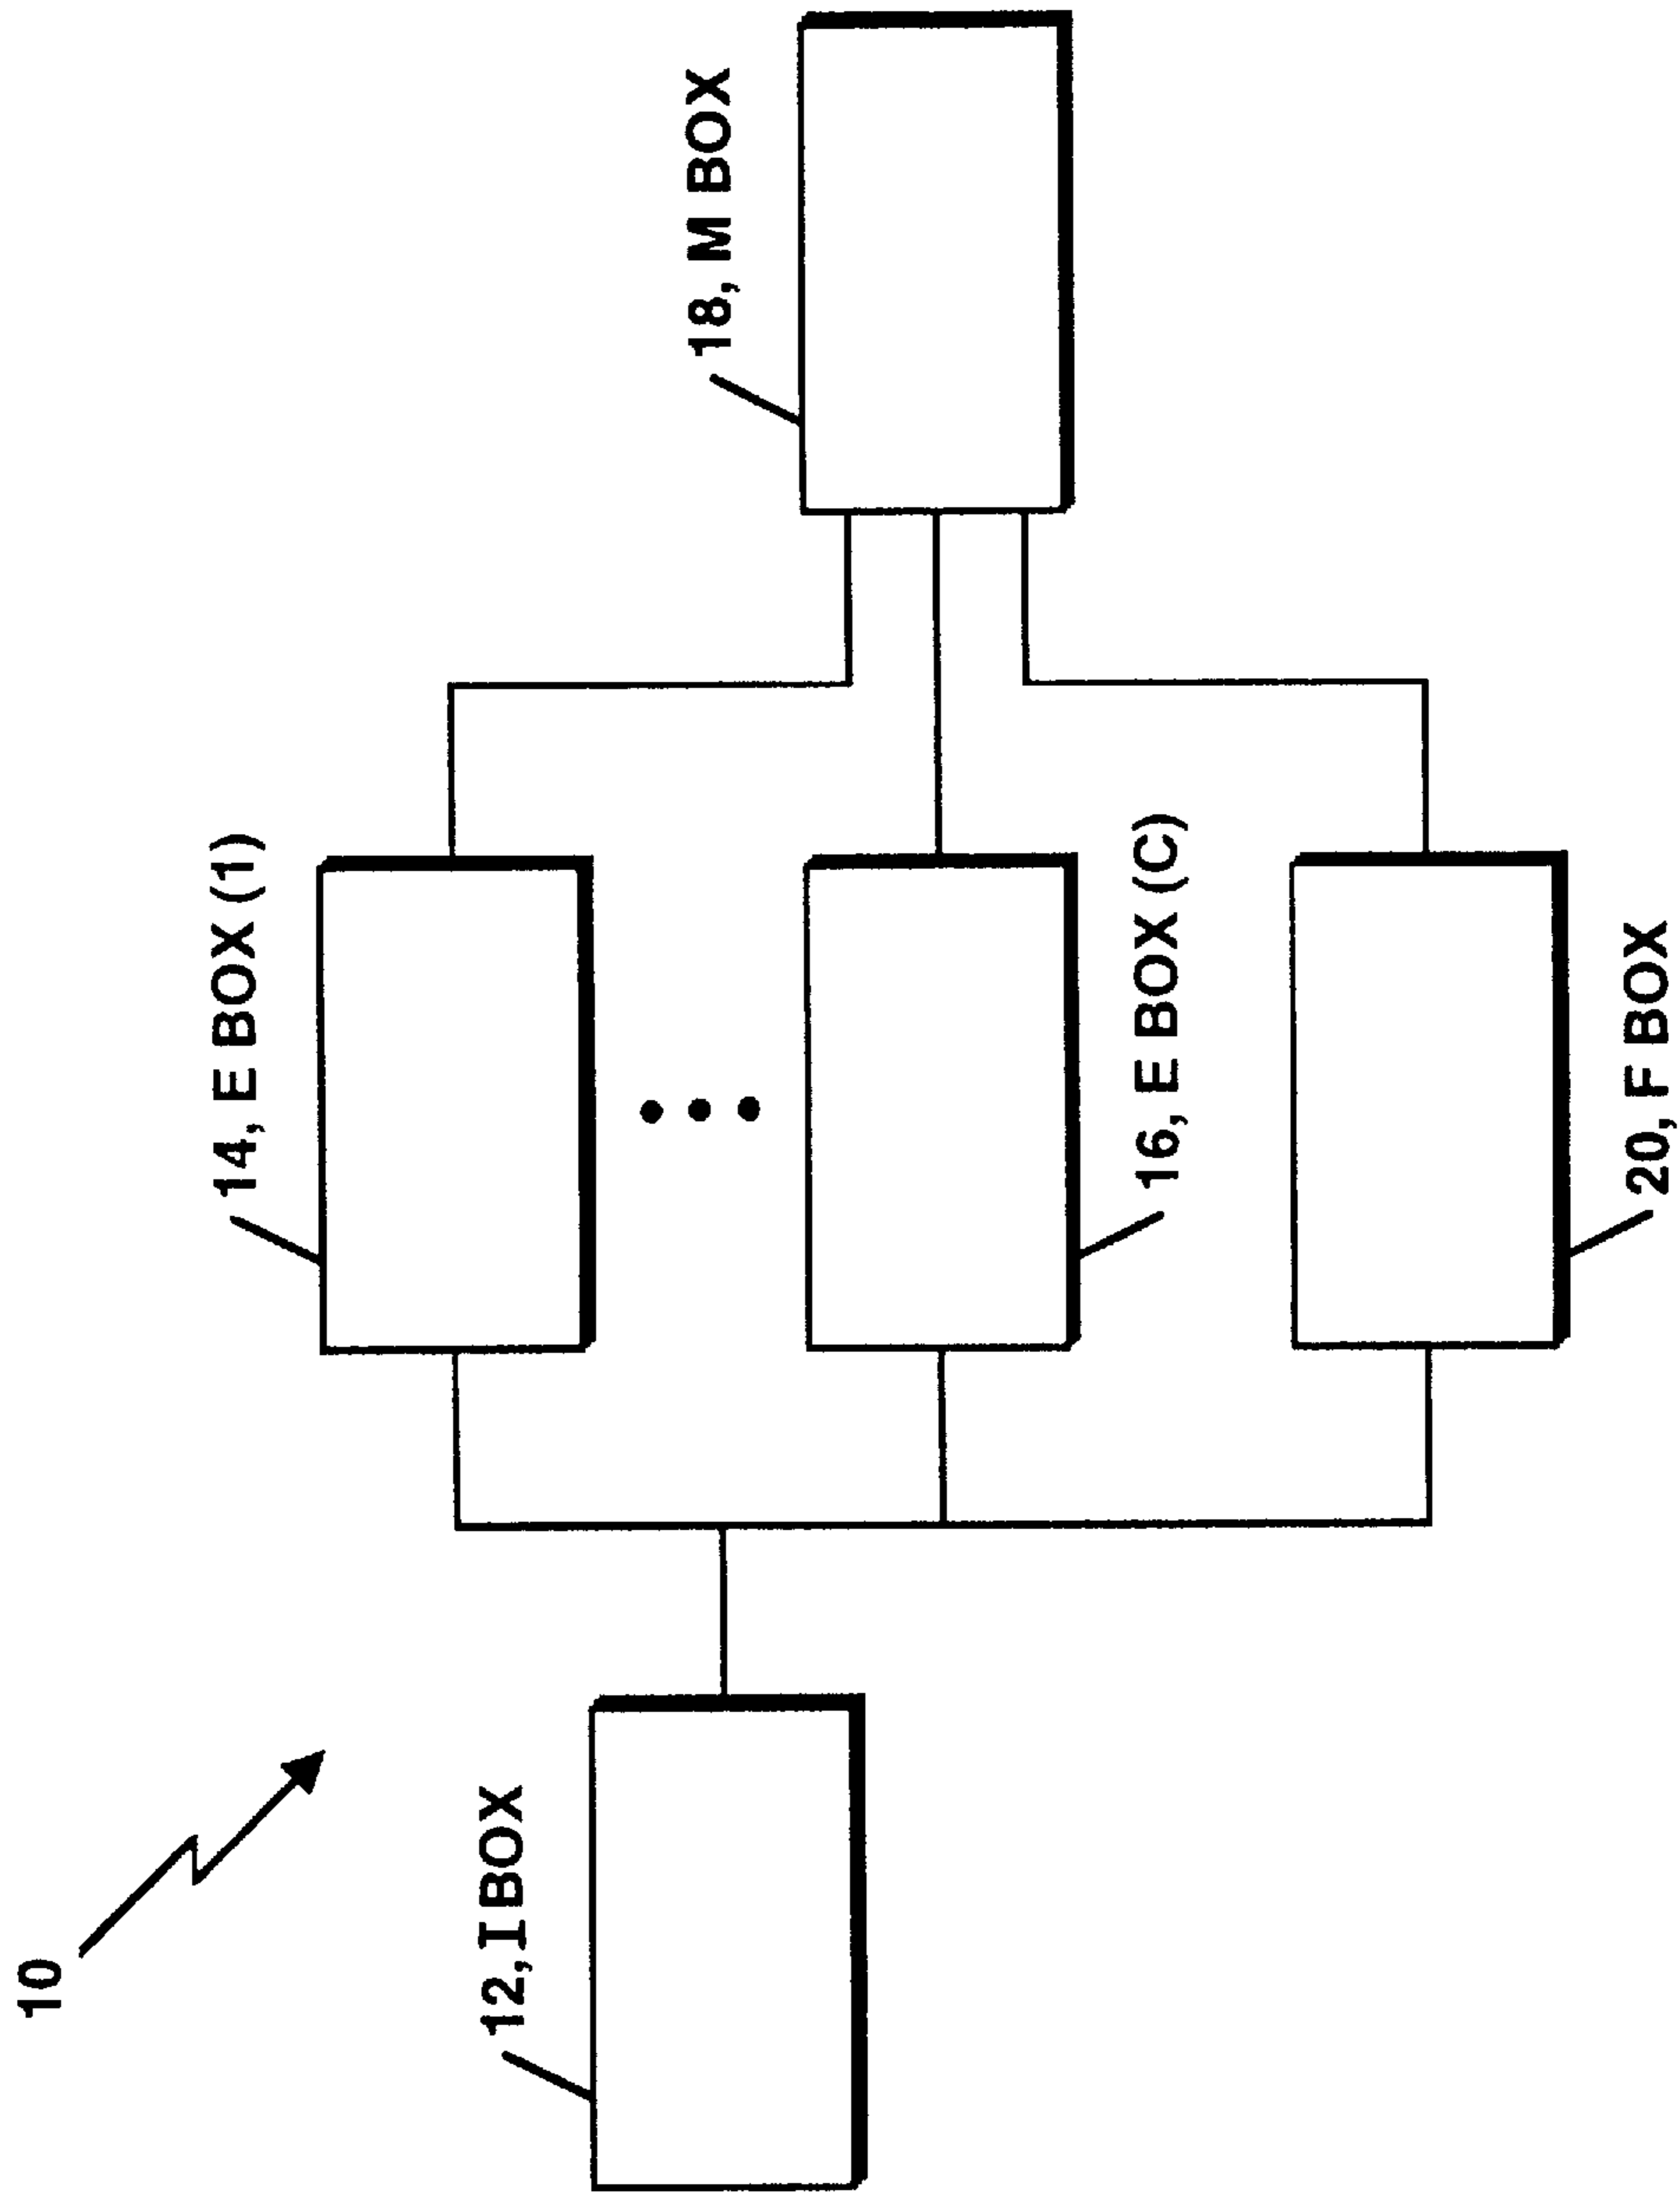 10
12, I BOX
14, E BOX (1)
16, E BOX (C)
20, F BOX
18, M BOX